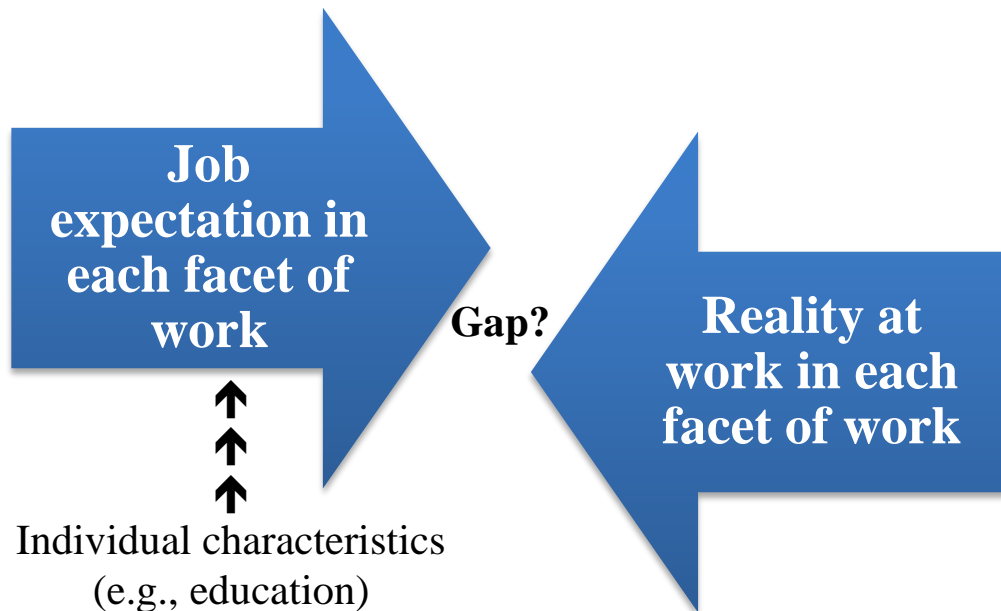 Job
expectation in
each facet of
work
Gap?
Reality at
work in each
facet of work
Individual characteristics
(e.g., education)